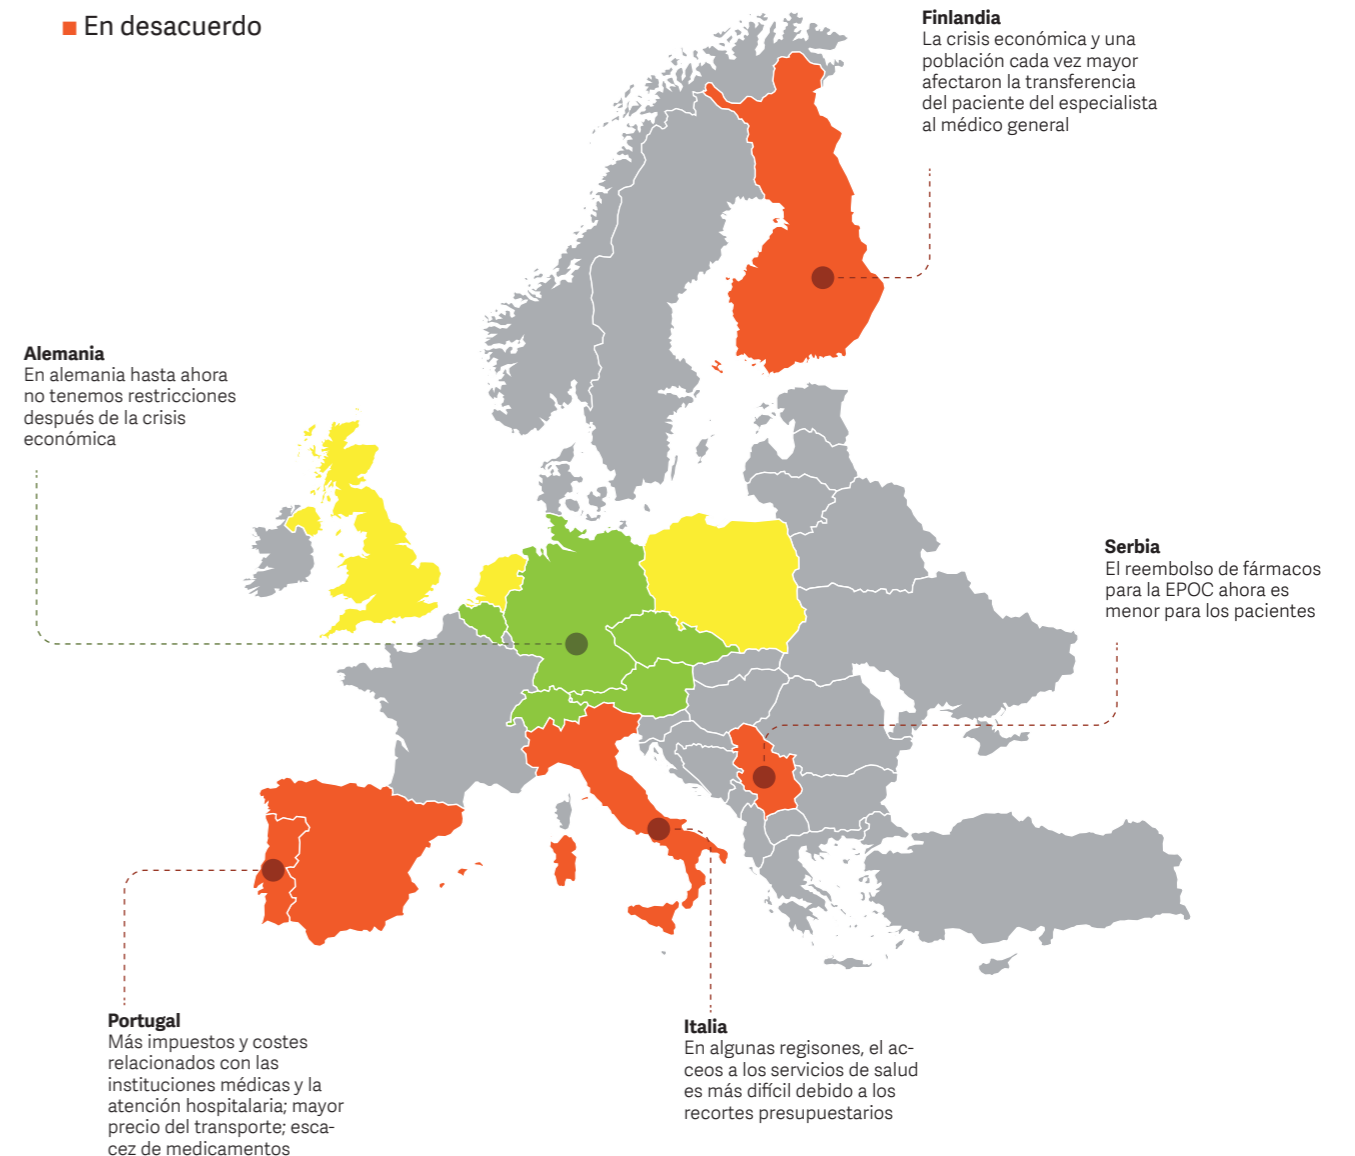 En desacuerdo
Finlandia
La crisis económica y una
población cada vez mayor
afectaron la transferencia
del paciente del especialista
al médico general
Alemania
En alemania hasta ahora
no tenemos restricciones
después de la crisis
económica
Serbia
El reembolso de fármacos
para la EPOC ahora es
menor para los pacientes
Portugal
Más impuestos y costes
relacionados con las
instituciones médicas y la
atención hospitalaria; mayor
precio del transporte; esca-
cez de medicamentos
Italia
En algunas regisones, el ac-
ceos a los servicios de salud
es más difícil debido a los
recortes presupuestarios